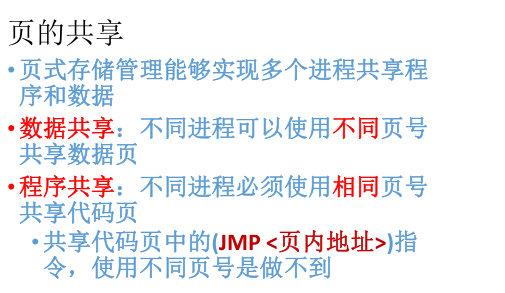 页的共享
•页式存储管理能够实现多个进程共享程
序和数据
•数据共享：不同进程可以使用不同页号
共享数据页
•程序共享：不同进程必须使用相同页号
共享代码页
•共享代码页中的(JMP <页内地址>)指
令，使用不同页号是做不到